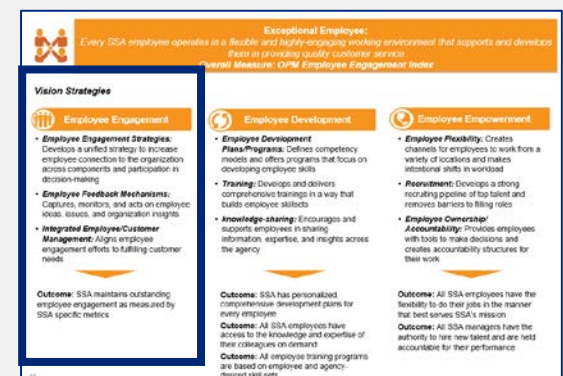 Exceptional Employee:
Every SSA employee operates in a flexible and highly-engaging working environment that supports and develops
them in providing quality customer service
Overall Measure: OPM Employee Engagement Index
Vision Strategies
Employee Engagement
• Employee Engagement Strategies:
Develops a unified strategy to increase
employee connection to the organization
across components and participation in
decision-making
• Employee Feedback Mechanisms:
Captures, monitors, and acts on employee
ideas, issues, and organization insights
• Integrated Employee/Customer
Management: Aligns employee
engagement efforts to fulfilling customer
needs
Outcome: SSA maintains outstanding
employee engagement as measured by
SSA specific metrics
Employee Development
• Employee Development
Plans/Programs: Defines competency
models and offers programs that focus on
developing employee skills
• Training: Develops and delivers
comprehensive trainings in a way that
builds employee skillsets
• knowledge-sharing: Encourages and
supports employees in sharing
information, expertise, and insights across
the agency
Outcome: SSA has personalized,
comprehensive development plans for
every employee
Outcome: All SSA employees have
access to the knowledge and expertise of
their colleagues on demand
Outcome: All employee training programs
are based on employee and agency-
desired skill sets
Employee Empowerment
• Employee Flexibility: Creates
channels for employees to work from a
variety of locations and makes
intentional shifts in workload
• Recruitment: Develops a strong
recruiting pipeline of top talent and
removes barriers to filling roles
• Employee Ownership/
Accountability: Provides employees
with tools to make decisions and
creates accountability structures for
their work
Outcome: All SSA employees have the
flexibility to do their jobs in the manner
that best serves SSA's mission
Outcome: All SSA managers have the
authority to hire new talent and are held
accountable for their performance